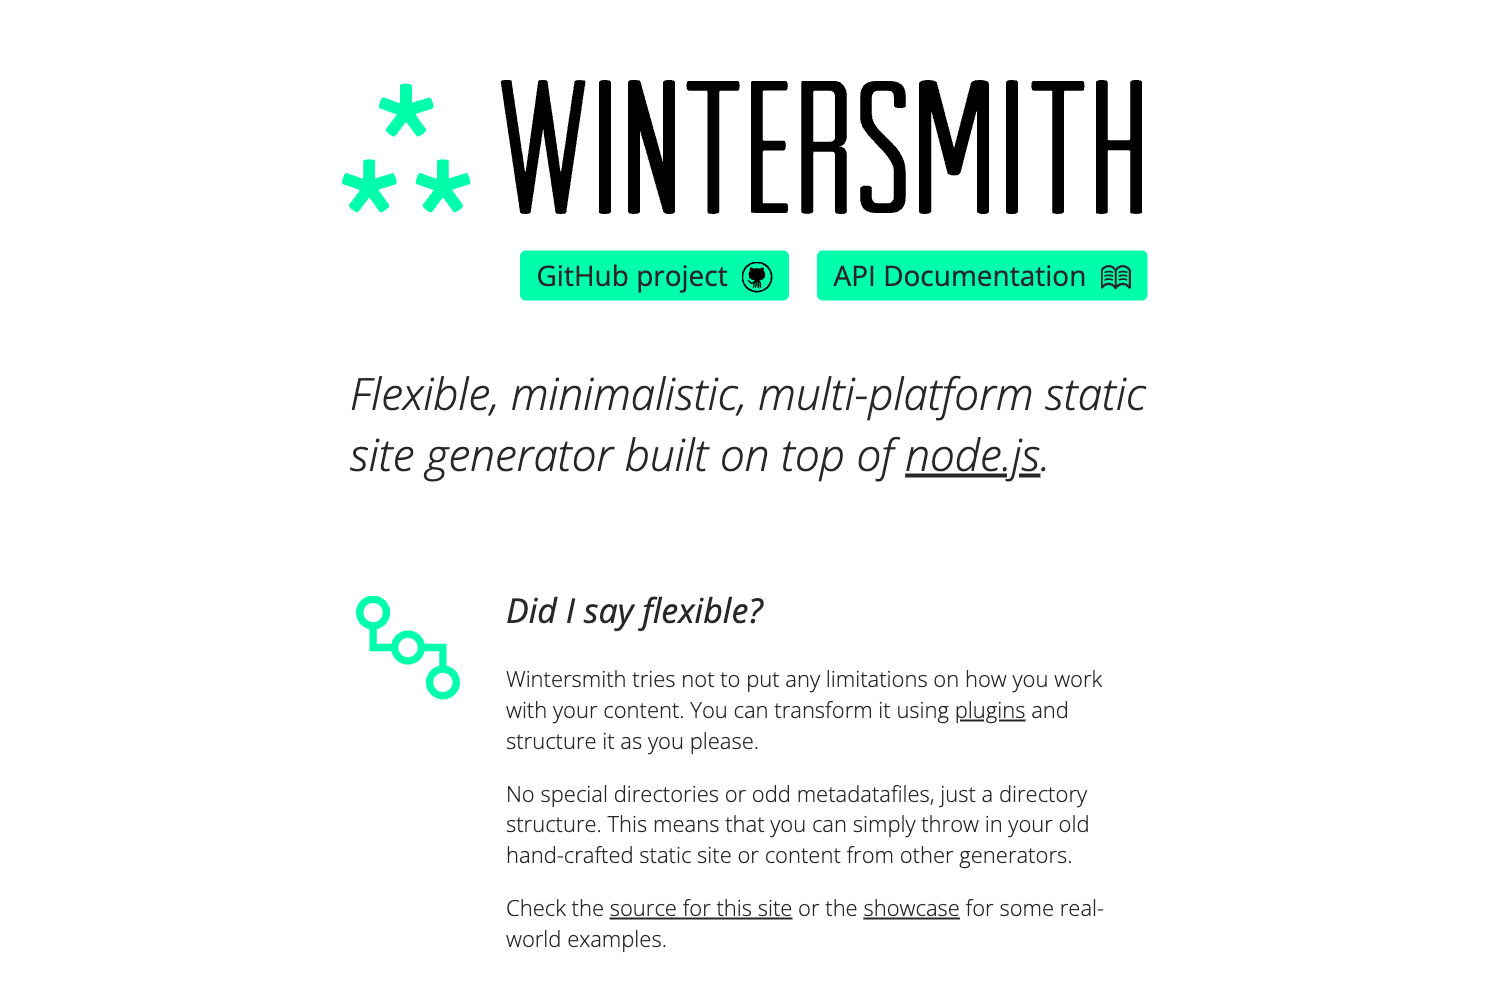 WINTERSMITH
GitHub project
API Documentation
Flexible, minimalistic, multi-platform static
site generator built on top of node.js.
Did I say flexible?
Wintersmith tries not to put any limitations on how you work
with your content. You can transform it using plugins and
structure it as you please.
No special directories or odd metadatafiles, just a directory
structure. This means that you can simply throw in your old
hand-crafted static site or content from other generators.
Check the source for this site or the showcase for some real-
world examples.